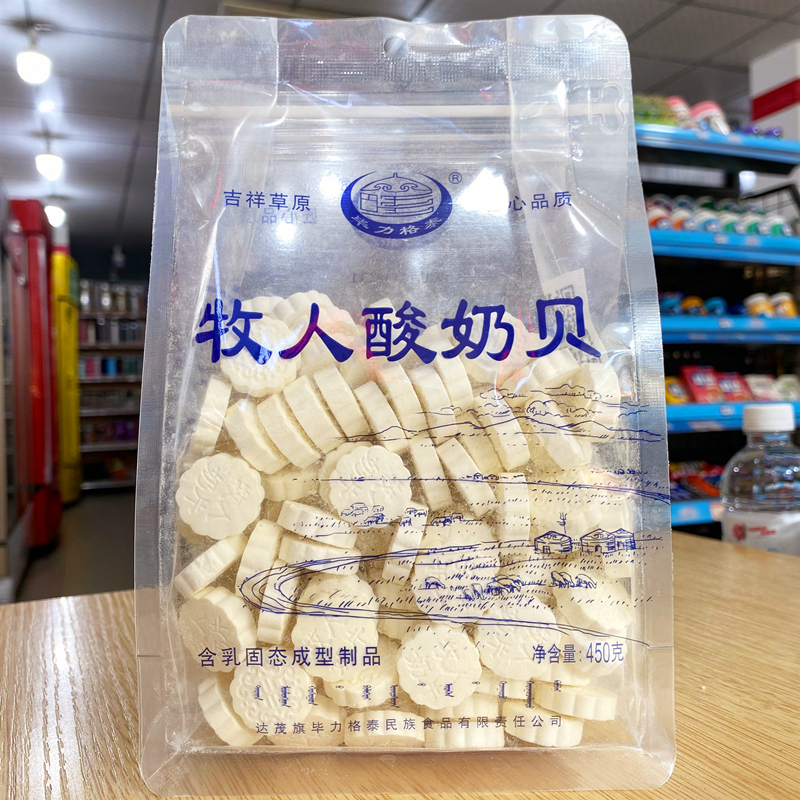 吉祥草原
心品质
®
毕力格泰
牧人酸奶贝
含乳固态成型制品
净含量: 450克
达茂旗毕力格泰民族食品有限责任公司